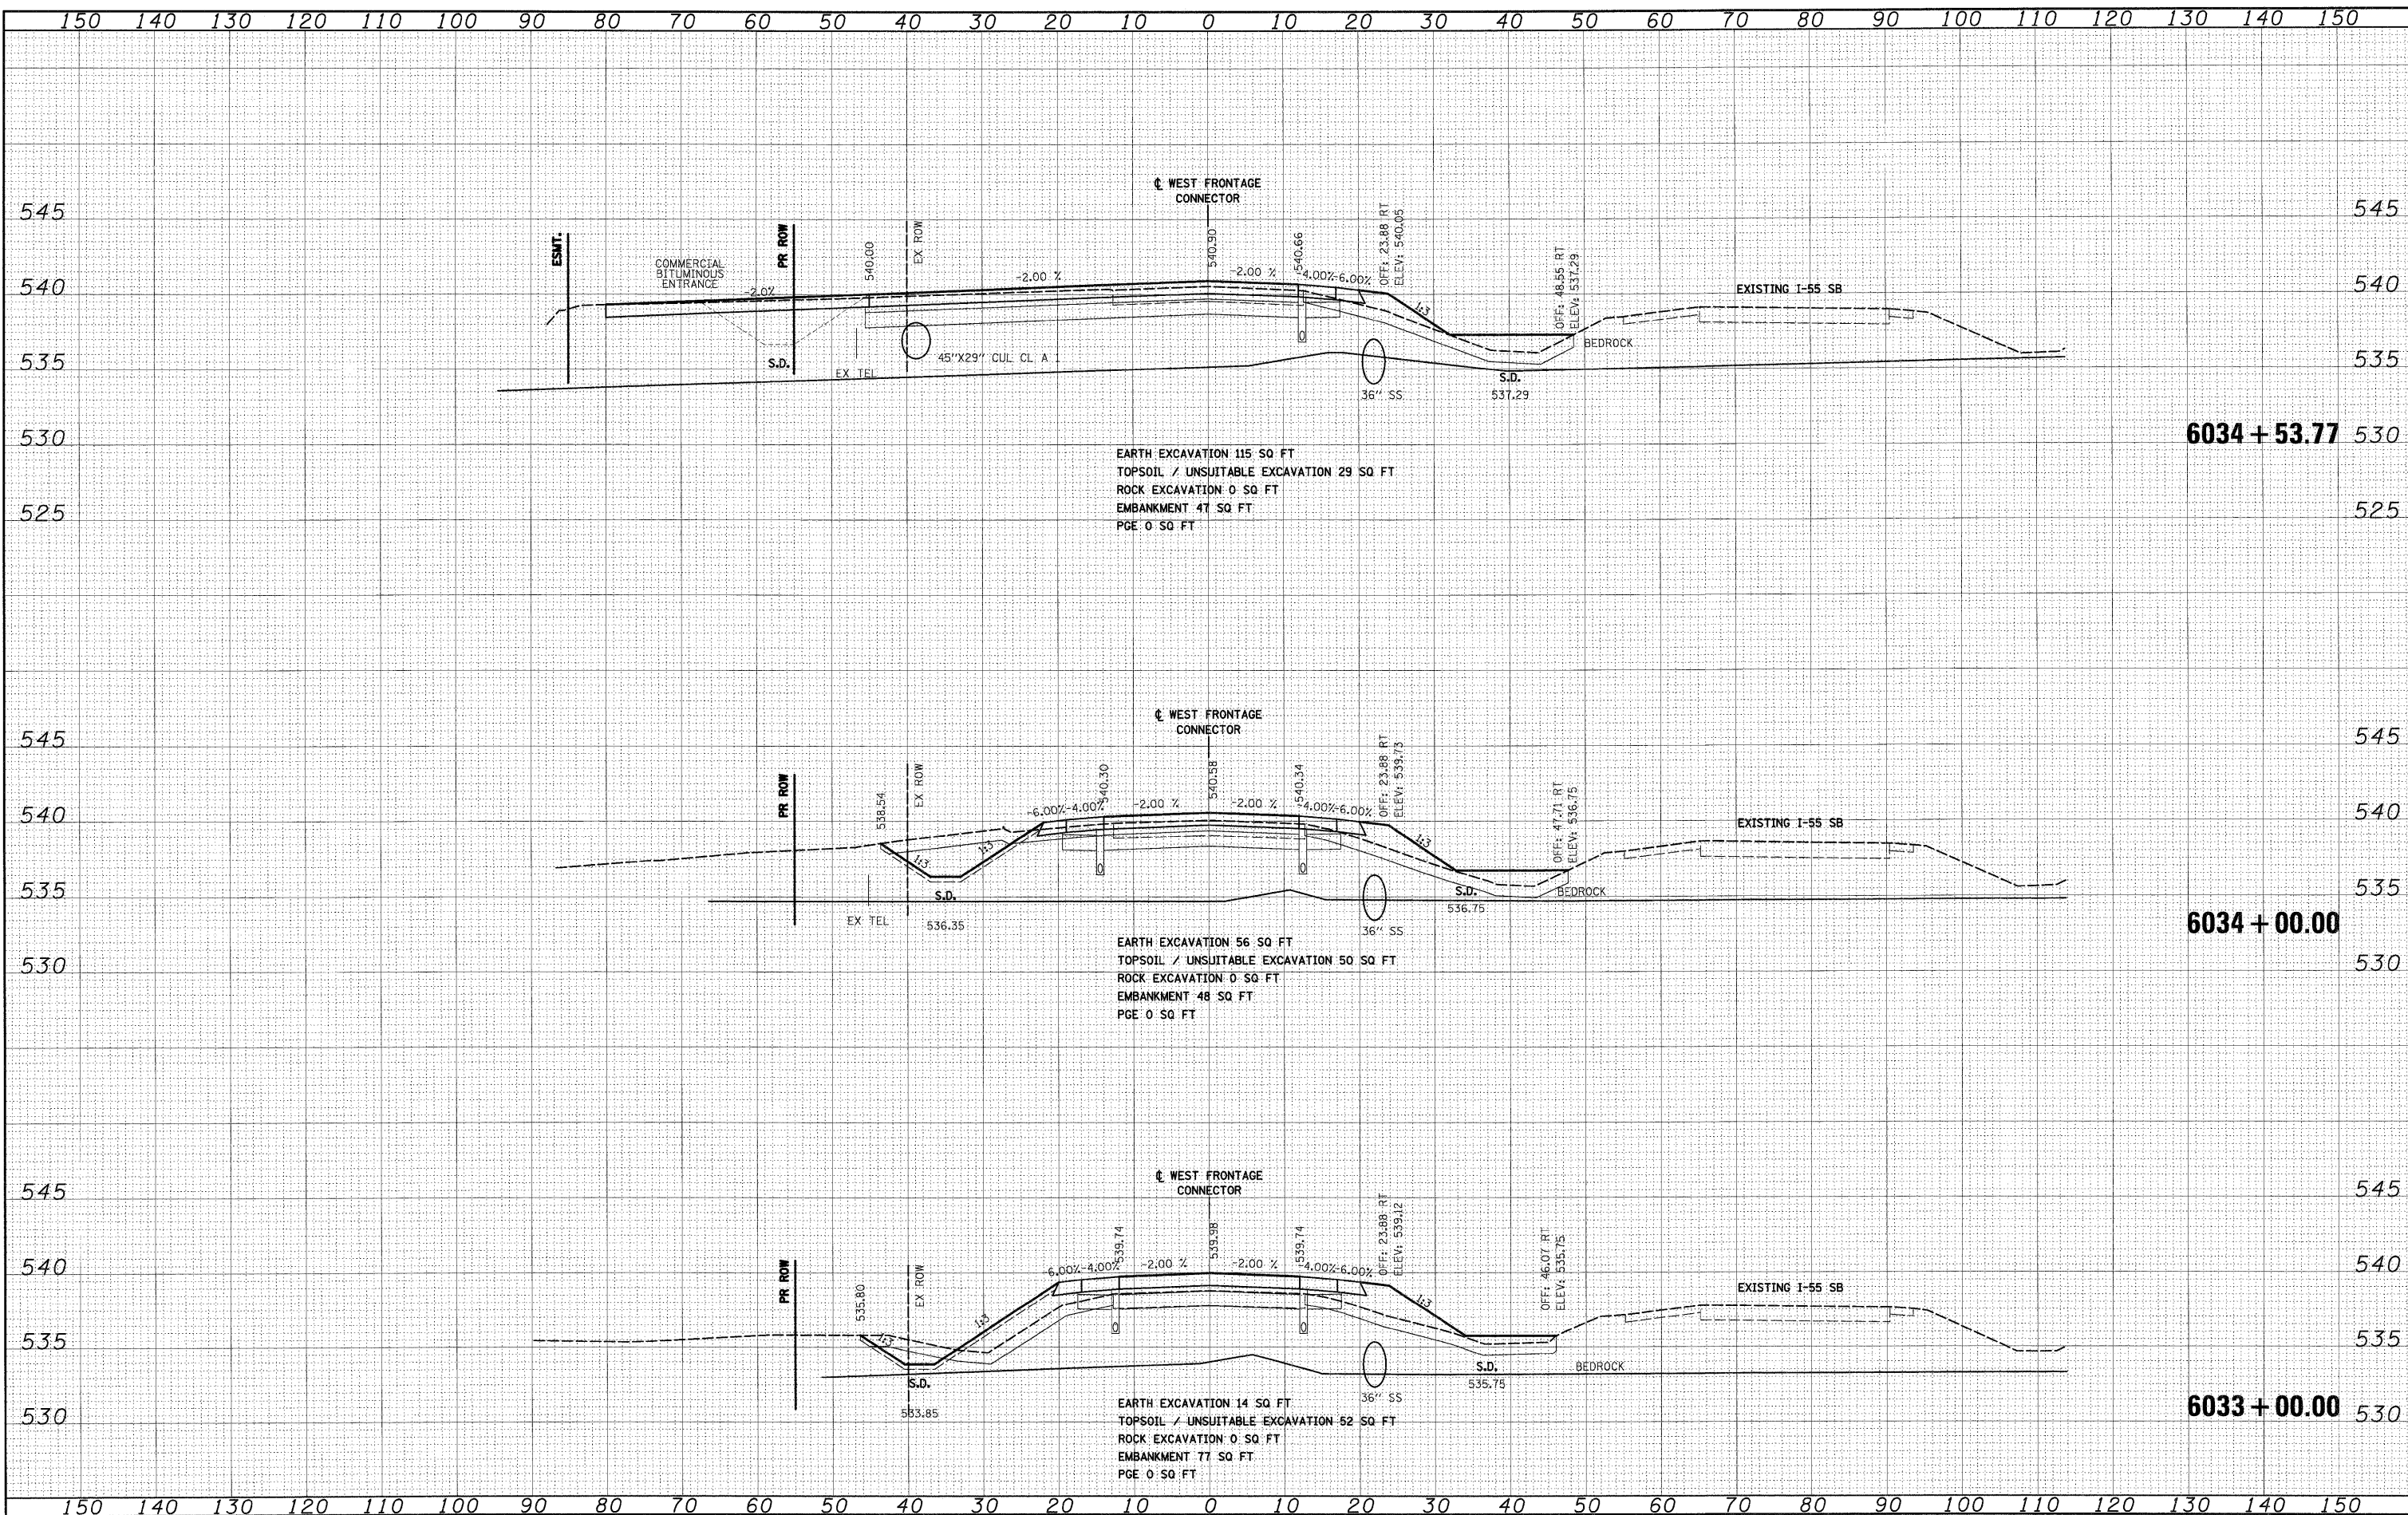 150 140 130 120 110 100 90 80 70 60 50 40 30 20 10 0 10 20 30 40 50 60 70 80 90 100 110 120 130 140 150
℄ WEST FRONTAGE
CONNECTOR
545 545
ESMT.
PR ROW
540.00
EX ROW
540.90
540.66
OFF: 23.88 RT
ELEV: 540.05
OFF: 48.55 RT
ELEV: 537.29
COMMERCIAL
BITUMINOUS
ENTRANCE
-2.0%
-2.00 %
-2.00 %
-4.00%
-6.00%
1:3
540 540
EXISTING I-55 SB
BEDROCK
S.D.
EX TEL
45"X29" CUL CL A 1
535 535
36" SS
S.D.
537.29
530 530
6034 + 53.77
EARTH EXCAVATION 115 SQ FT
TOPSOIL / UNSUITABLE EXCAVATION 29 SQ FT
ROCK EXCAVATION 0 SQ FT
EMBANKMENT 47 SQ FT
PGE 0 SQ FT
525 525
℄ WEST FRONTAGE
CONNECTOR
545 545
PR ROW
538.54
EX ROW
540.30
540.58
540.34
OFF: 23.88 RT
ELEV: 539.73
OFF: 47.71 RT
ELEV: 536.75
-6.00%
-4.00%
-2.00 %
-2.00 %
-4.00%
-6.00%
540 540
EXISTING I-55 SB
1:3
1:3
1:3
535 535
S.D.
S.D.
BEDROCK
EX TEL
536.35
36" SS
536.75
6034 + 00.00
530 530
EARTH EXCAVATION 56 SQ FT
TOPSOIL / UNSUITABLE EXCAVATION 50 SQ FT
ROCK EXCAVATION 0 SQ FT
EMBANKMENT 48 SQ FT
PGE 0 SQ FT
℄ WEST FRONTAGE
CONNECTOR
545 545
PR ROW
535.80
EX ROW
539.74
539.98
539.74
OFF: 23.88 RT
ELEV: 539.12
OFF: 46.07 RT
ELEV: 535.75
-6.00%
-4.00%
-2.00 %
-2.00 %
-4.00%
-6.00%
540 540
EXISTING I-55 SB
1:3
1:3
1:3
535 535
S.D.
S.D.
BEDROCK
533.85
36" SS
535.75
6033 + 00.00
530 530
EARTH EXCAVATION 14 SQ FT
TOPSOIL / UNSUITABLE EXCAVATION 52 SQ FT
ROCK EXCAVATION 0 SQ FT
EMBANKMENT 77 SQ FT
PGE 0 SQ FT
150 140 130 120 110 100 90 80 70 60 50 40 30 20 10 0 10 20 30 40 50 60 70 80 90 100 110 120 130 140 150